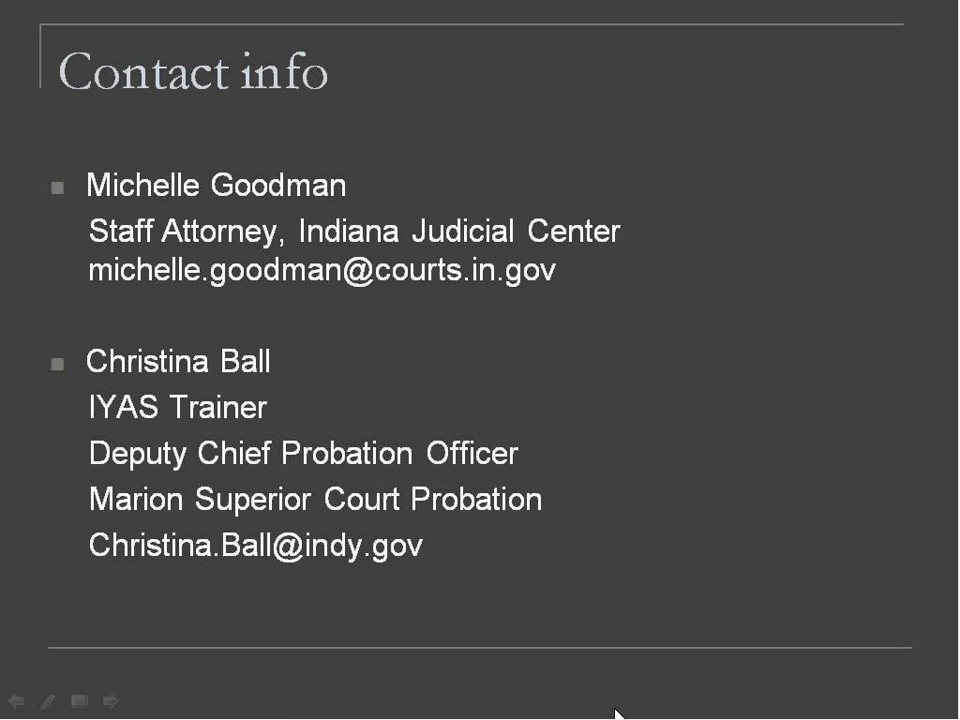 Contact info
Michelle Goodman
Staff Attorney, Indiana Judicial Center
michelle.goodman@courts.in.gov
Christina Ball
IYAS Trainer
Deputy Chief Probation Officer
Marion Superior Court Probation
Christina.Ball@indy.gov